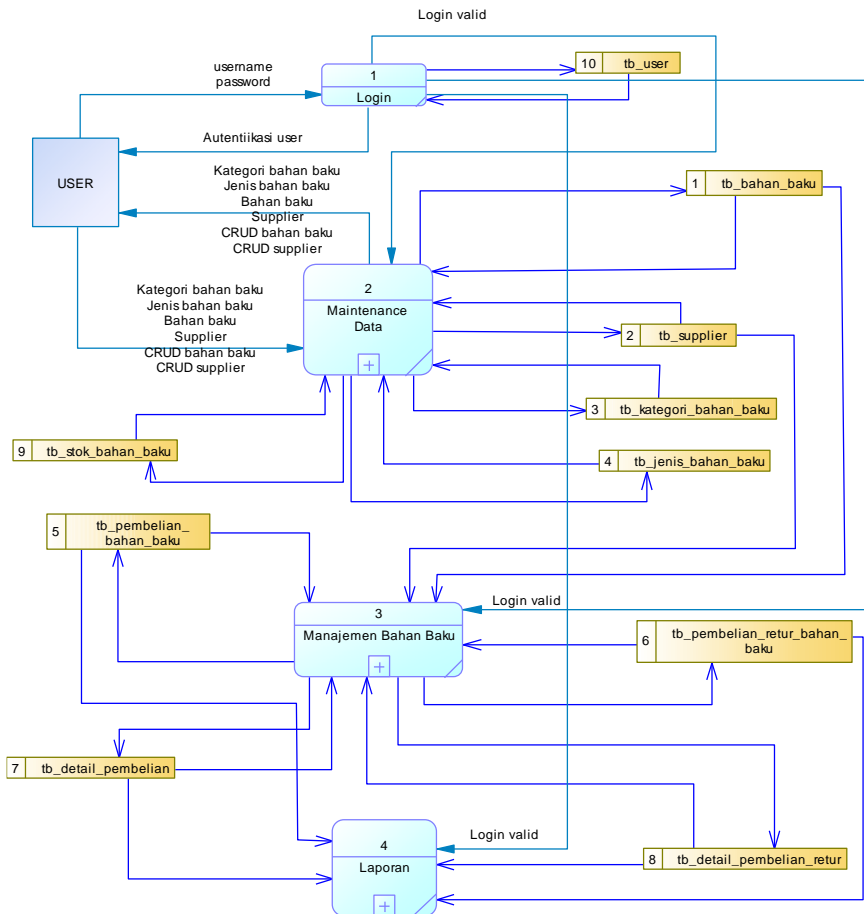 Login valid
username
password
1
Login
10
tb_user
Autentiikasi user
USER
Kategori bahan baku
Jenis bahan baku
Bahan baku
Supplier
CRUD bahan baku
CRUD supplier
1
tb_bahan_baku
Kategori bahan baku
Jenis bahan baku
Bahan baku
Supplier
CRUD bahan baku
CRUD supplier
2
Maintenance
Data
+
2
tb_supplier
3
tb_kategori_bahan_baku
9
tb_stok_bahan_baku
4
tb_jenis_bahan_baku
5
tb_pembelian_
bahan_baku
Login valid
3
Manajemen Bahan Baku
+
6
tb_pembelian_retur_bahan_
baku
7
tb_detail_pembelian
Login valid
4
Laporan
+
8
tb_detail_pembelian_retur